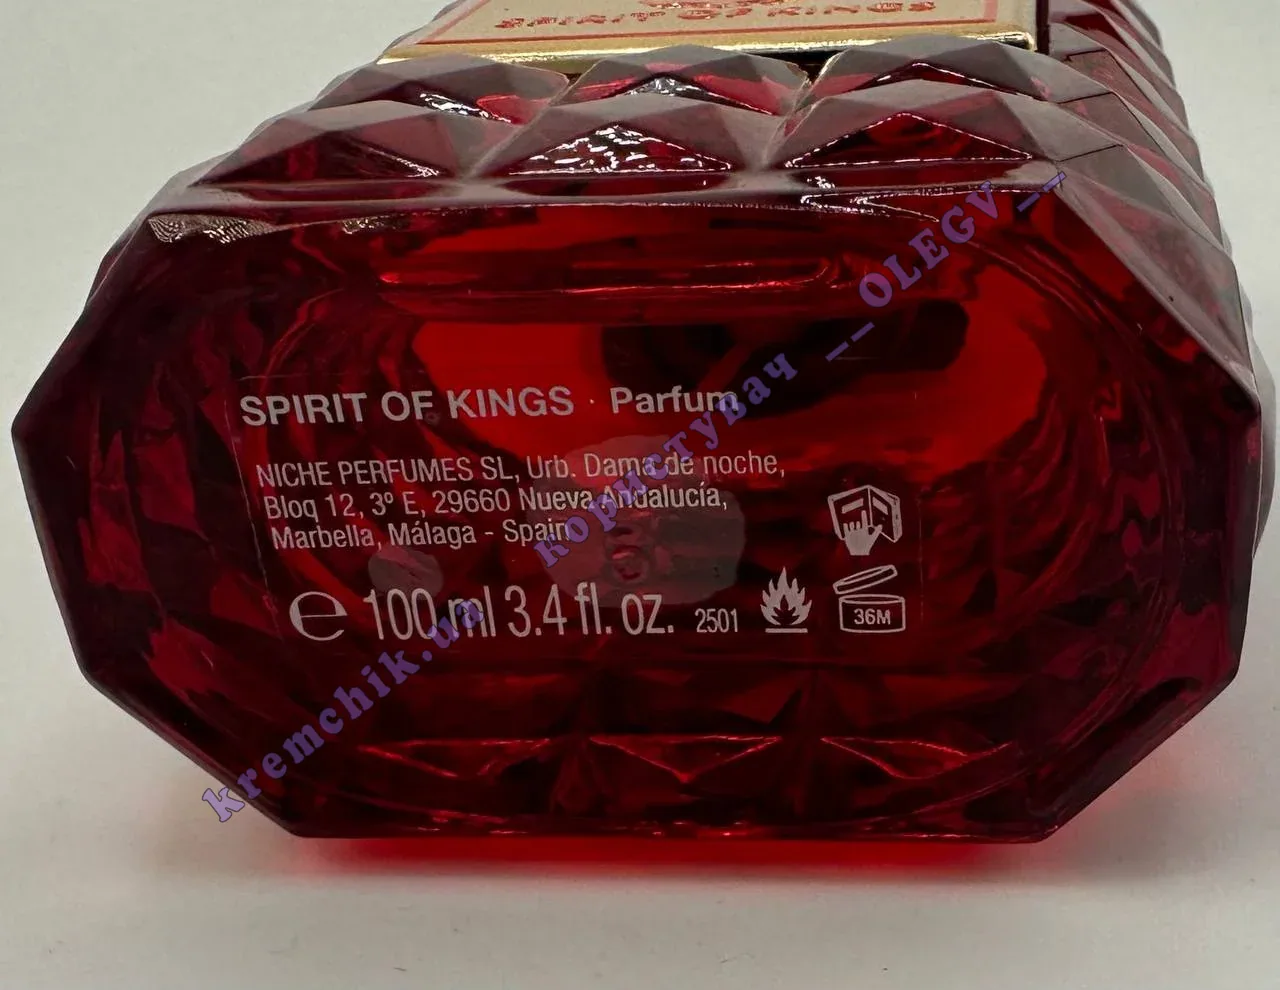 SPIRIT OF KINGS
SPIRIT OF KINGS · Parfum
NICHE PERFUMES SL, Urb. Dama de noche,
Bloq 12, 3º E, 29660 Nueva Andalucía,
Marbella, Málaga - Spain
℮ 100 ml 3.4 fl. oz. 2501
36M
kremchik.ua користувач __OLEGV__